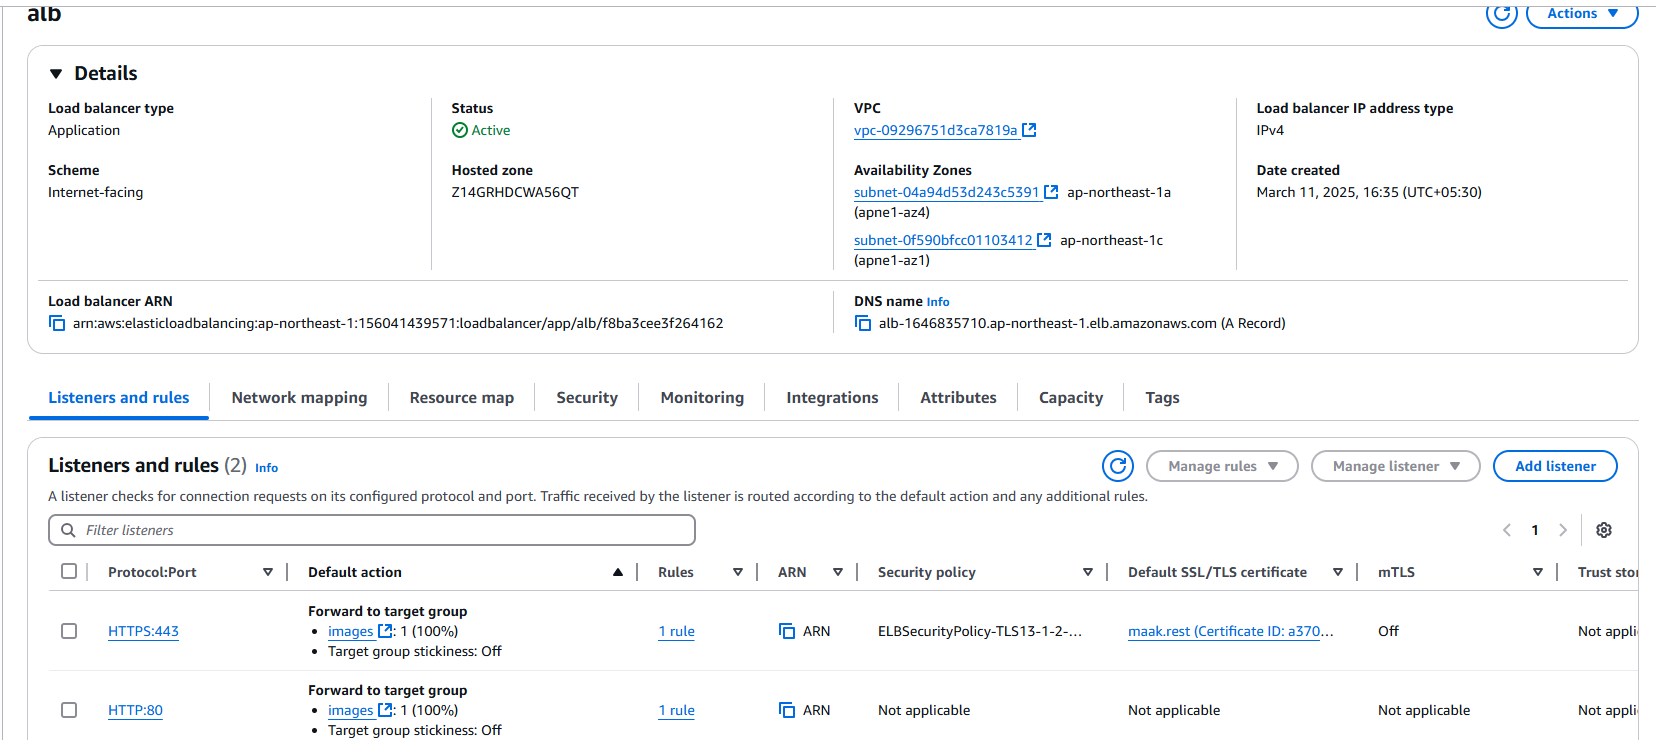 alb
Actions
Details
Load balancer type
Application
Status
Active
VPC
vpc-09296751d3ca7819a
Load balancer IP address type
IPv4
Scheme
Internet-facing
Hosted zone
Z14GRHDCWA56QT
Availability Zones
subnet-04a94d53d243c5391 ap-northeast-1a
(apne1-az4)
subnet-0f590bfcc01103412 ap-northeast-1c
(apne1-az1)
Date created
March 11, 2025, 16:35 (UTC+05:30)
Load balancer ARN
arn:aws:elasticloadbalancing:ap-northeast-1:156041439571:loadbalancer/app/alb/f8ba3cee3f264162
DNS name Info
alb-1646835710.ap-northeast-1.elb.amazonaws.com (A Record)
Listeners and rules Network mapping Resource map Security Monitoring Integrations Attributes Capacity Tags
Listeners and rules (2) Info
Manage rules Manage listener Add listener
A listener checks for connection requests on its configured protocol and port. Traffic received by the listener is routed according to the default action and any additional rules.
Filter listeners
1
Protocol:Port Default action Rules ARN Security policy Default SSL/TLS certificate mTLS Trust stor
HTTPS:443
Forward to target group
• images : 1 (100%)
• Target group stickiness: Off
1 rule
ARN
ELBSecurityPolicy-TLS13-1-2-...
maak.rest (Certificate ID: a370...
Off
Not appli
HTTP:80
Forward to target group
• images : 1 (100%)
• Target group stickiness: Off
1 rule
ARN
Not applicable
Not applicable
Not applicable
Not appli